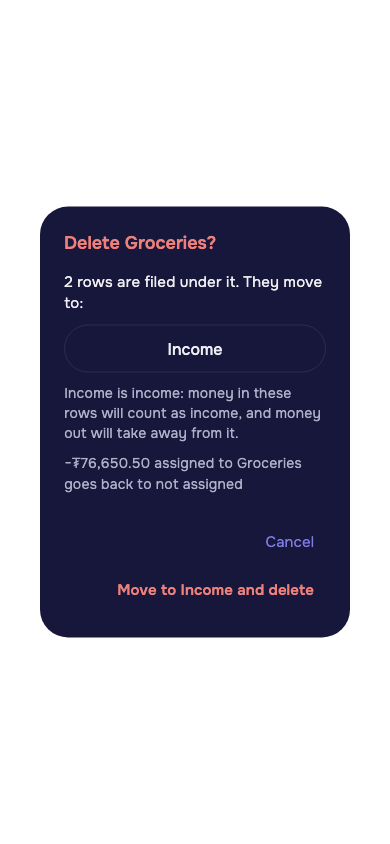 Delete Groceries?
2 rows are filed under it. They move
to:
Income
Income is income: money in these
rows will count as income, and money
out will take away from it.
-₮76,650.50 assigned to Groceries
goes back to not assigned
Cancel
Move to Income and delete